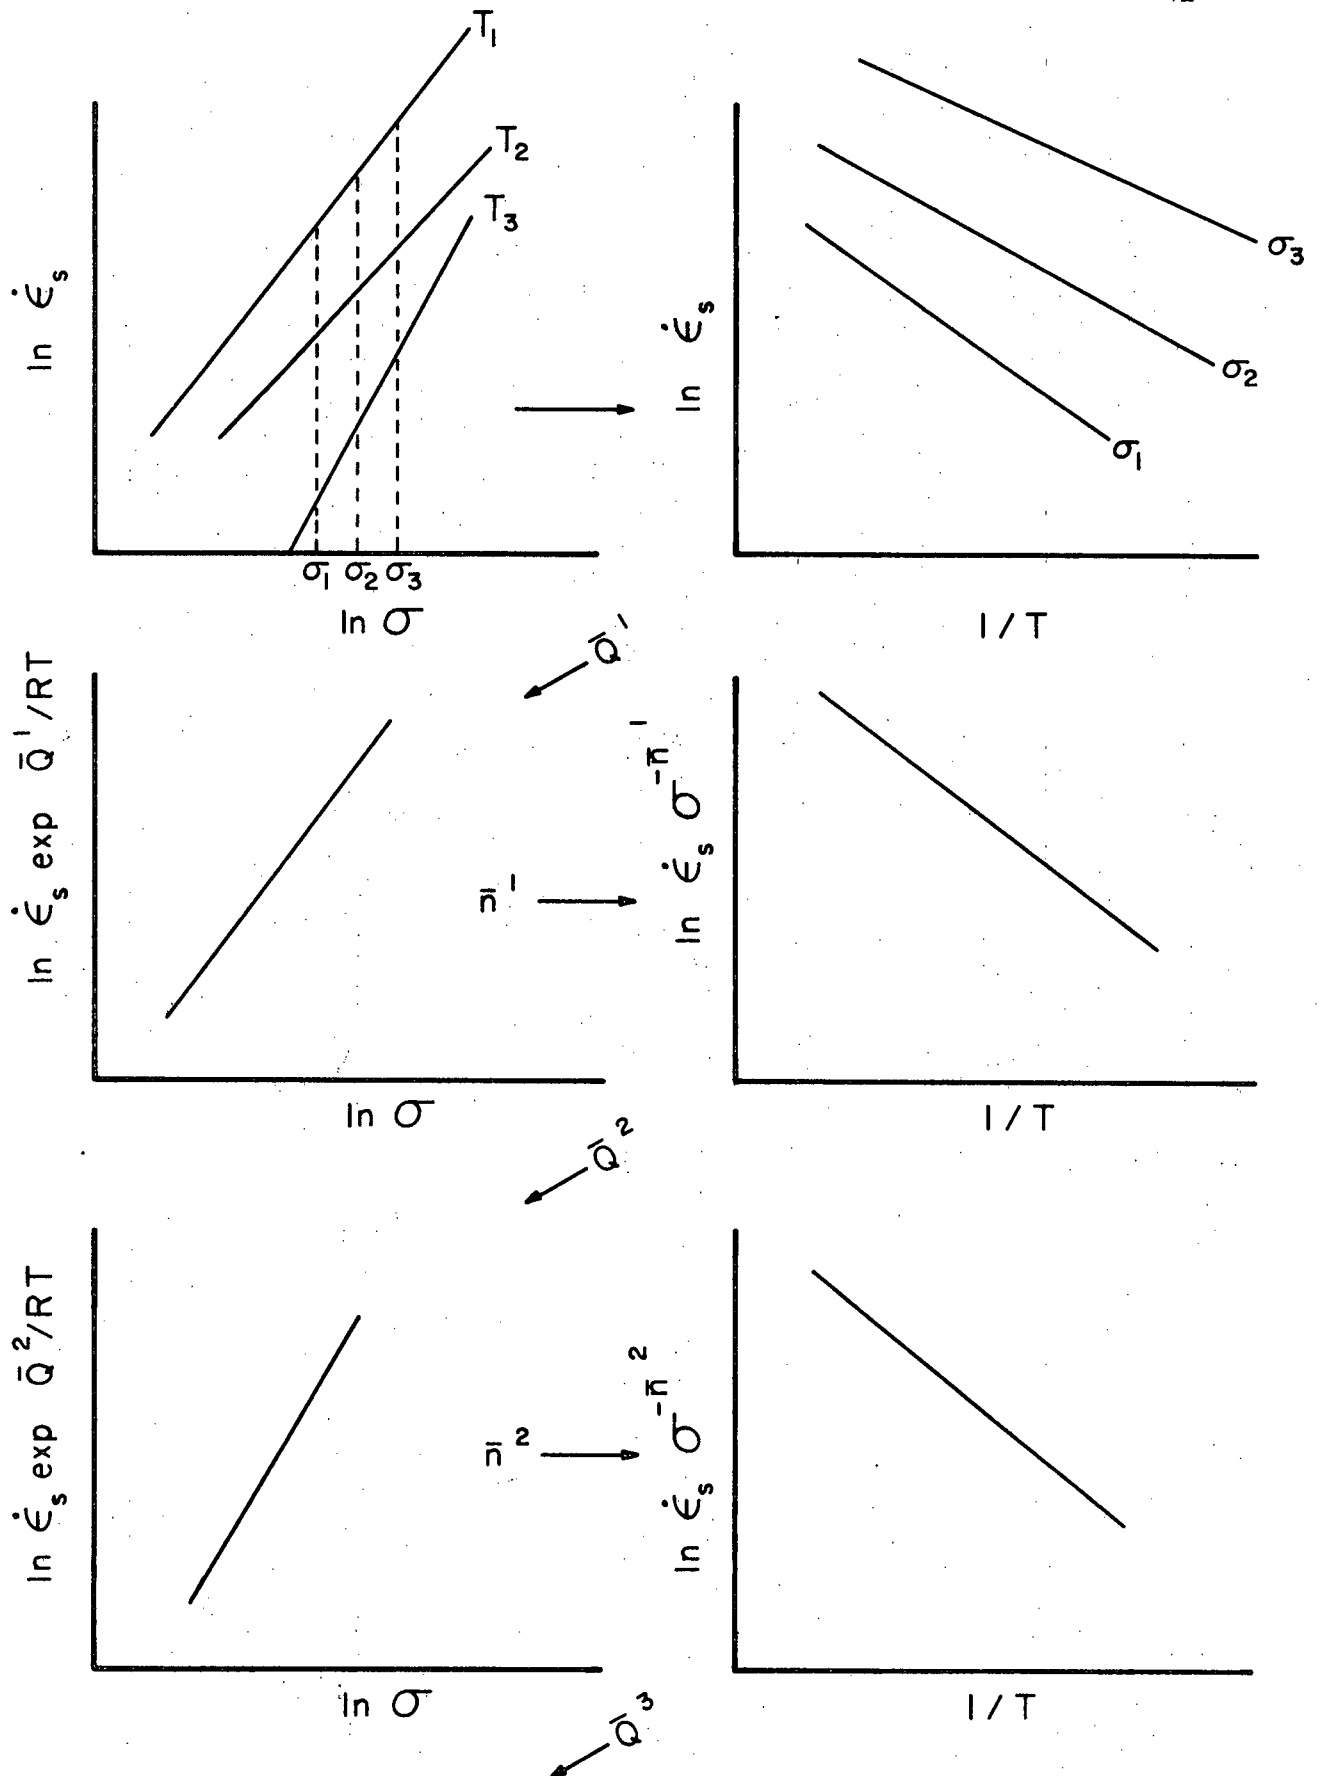 T₁
T₂
T₃
ln ε̇ₛ
σ₁ σ₂ σ₃
ln σ
ln ε̇ₛ
σ₃
σ₂
σ₁
1/T
Q̄¹
ln ε̇ₛ exp Q̄¹/RT
ln σ
n̄¹
ln ε̇ₛ σ⁻ⁿ̄¹
1/T
Q̄²
ln ε̇ₛ exp Q̄²/RT
ln σ
n̄²
ln ε̇ₛ σ⁻ⁿ̄²
1/T
Q̄³